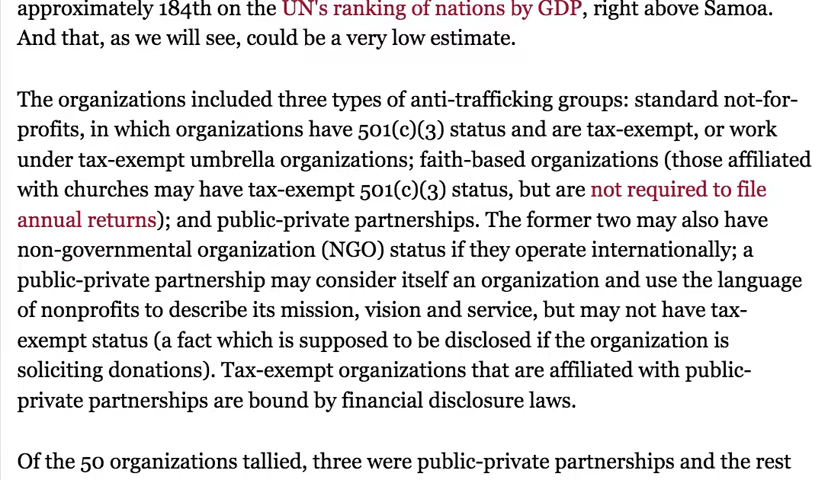 approximately 184th on the UN's ranking of nations by GDP, right above Samoa.
And that, as we will see, could be a very low estimate.
The organizations included three types of anti-trafficking groups: standard not-for-
profits, in which organizations have 501(c)(3) status and are tax-exempt, or work
under tax-exempt umbrella organizations; faith-based organizations (those affiliated
with churches may have tax-exempt 501(c)(3) status, but are not required to file
annual returns); and public-private partnerships. The former two may also have
non-governmental organization (NGO) status if they operate internationally; a
public-private partnership may consider itself an organization and use the language
of nonprofits to describe its mission, vision and service, but may not have tax-
exempt status (a fact which is supposed to be disclosed if the organization is
soliciting donations). Tax-exempt organizations that are affiliated with public-
private partnerships are bound by financial disclosure laws.
Of the 50 organizations tallied, three were public-private partnerships and the rest